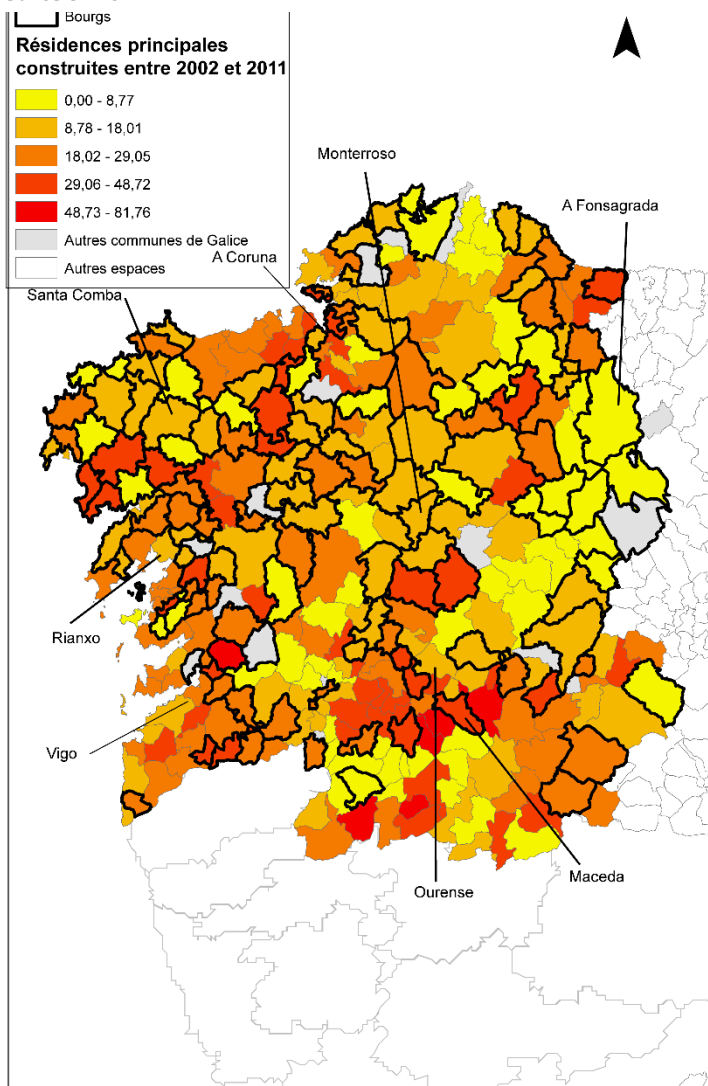 Bourgs
Résidences principales
construites entre 2002 et 2011
0,00 - 8,77
8,78 - 18,01
18,02 - 29,05
29,06 - 48,72
48,73 - 81,76
Autres communes de Galice
Autres espaces
Monterroso
A Fonsagrada
A Coruna
Santa Comba
Rianxo
Vigo
Maceda
Ourense